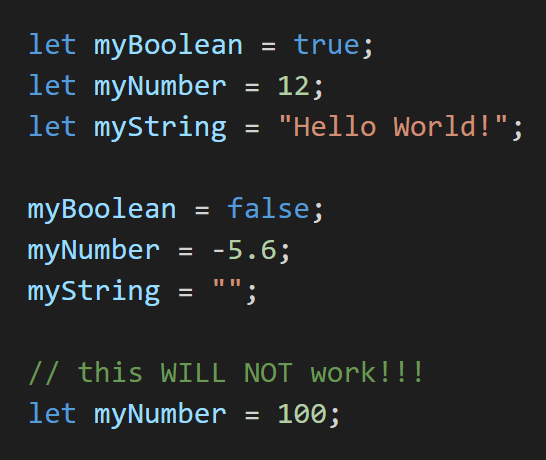 let myBoolean = true;
let myNumber = 12;
let myString = "Hello World!";
myBoolean = false;
myNumber = -5.6;
myString = "";
// this WILL NOT work!!!
let myNumber = 100;